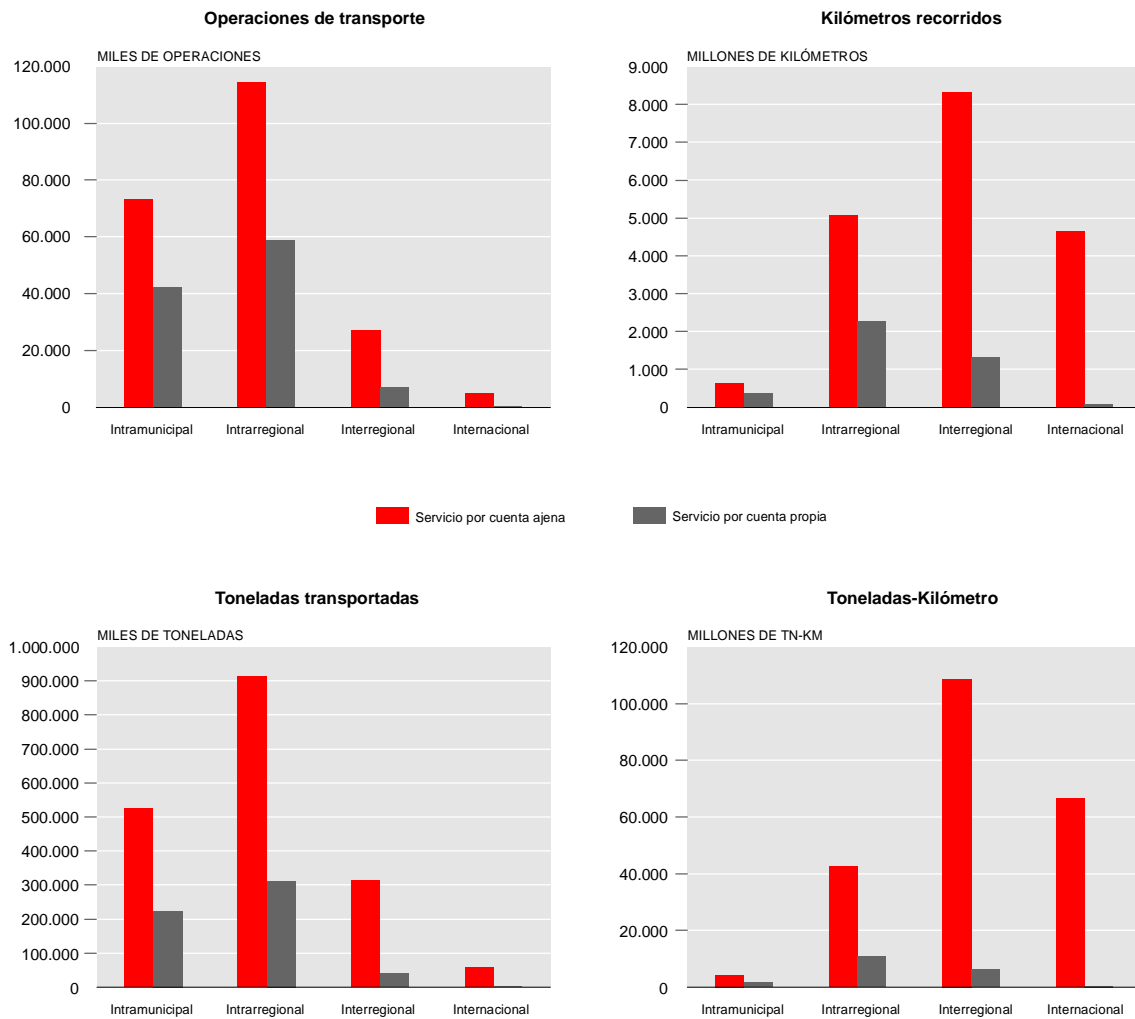 Operaciones de transporte
MILES DE OPERACIONES
120.000
100.000
80.000
60.000
40.000
20.000
0
Intramunicipal Intrarregional Interregional Internacional
Kilómetros recorridos
MILLONES DE KILÓMETROS
9.000
8.000
7.000
6.000
5.000
4.000
3.000
2.000
1.000
0
Intramunicipal Intrarregional Interregional Internacional
Servicio por cuenta ajena Servicio por cuenta propia
Toneladas transportadas
MILES DE TONELADAS
1.000.000
900.000
800.000
700.000
600.000
500.000
400.000
300.000
200.000
100.000
0
Intramunicipal Intrarregional Interregional Internacional
Toneladas-Kilómetro
MILLONES DE TN-KM
120.000
100.000
80.000
60.000
40.000
20.000
0
Intramunicipal Intrarregional Interregional Internacional